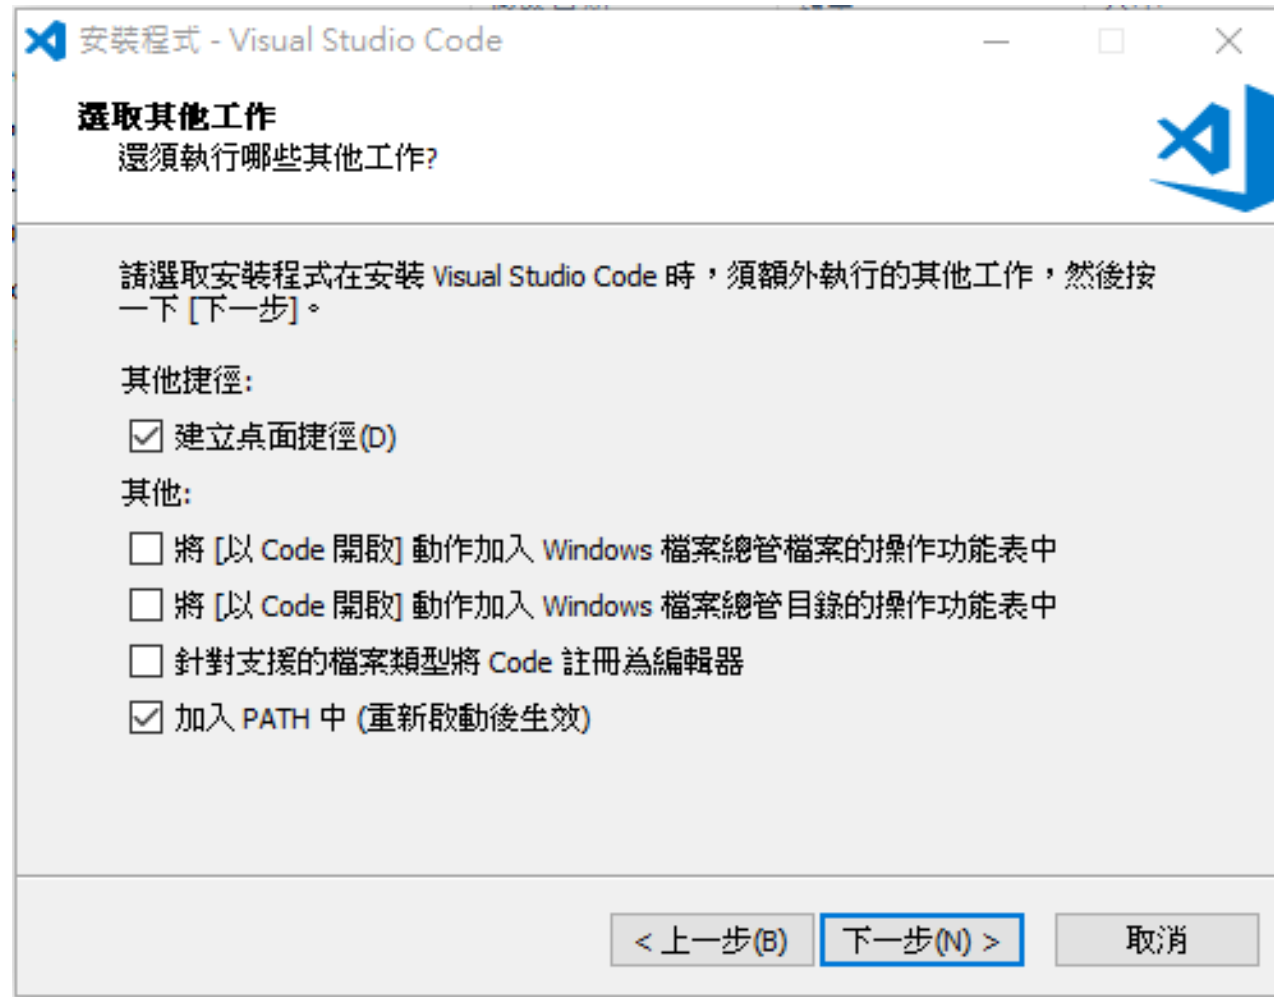 安裝程式 - Visual Studio Code
選取其他工作
還須執行哪些其他工作?
請選取安裝程式在安裝 Visual Studio Code 時，須額外執行的其他工作，然後按
一下 [下一步]。
其他捷徑:
建立桌面捷徑(D)
其他:
將 [以 Code 開啟] 動作加入 Windows 檔案總管檔案的操作功能表中
將 [以 Code 開啟] 動作加入 Windows 檔案總管目錄的操作功能表中
針對支援的檔案類型將 Code 註冊為編輯器
加入 PATH 中 (重新啟動後生效)
< 上一步(B) 下一步(N) > 取消